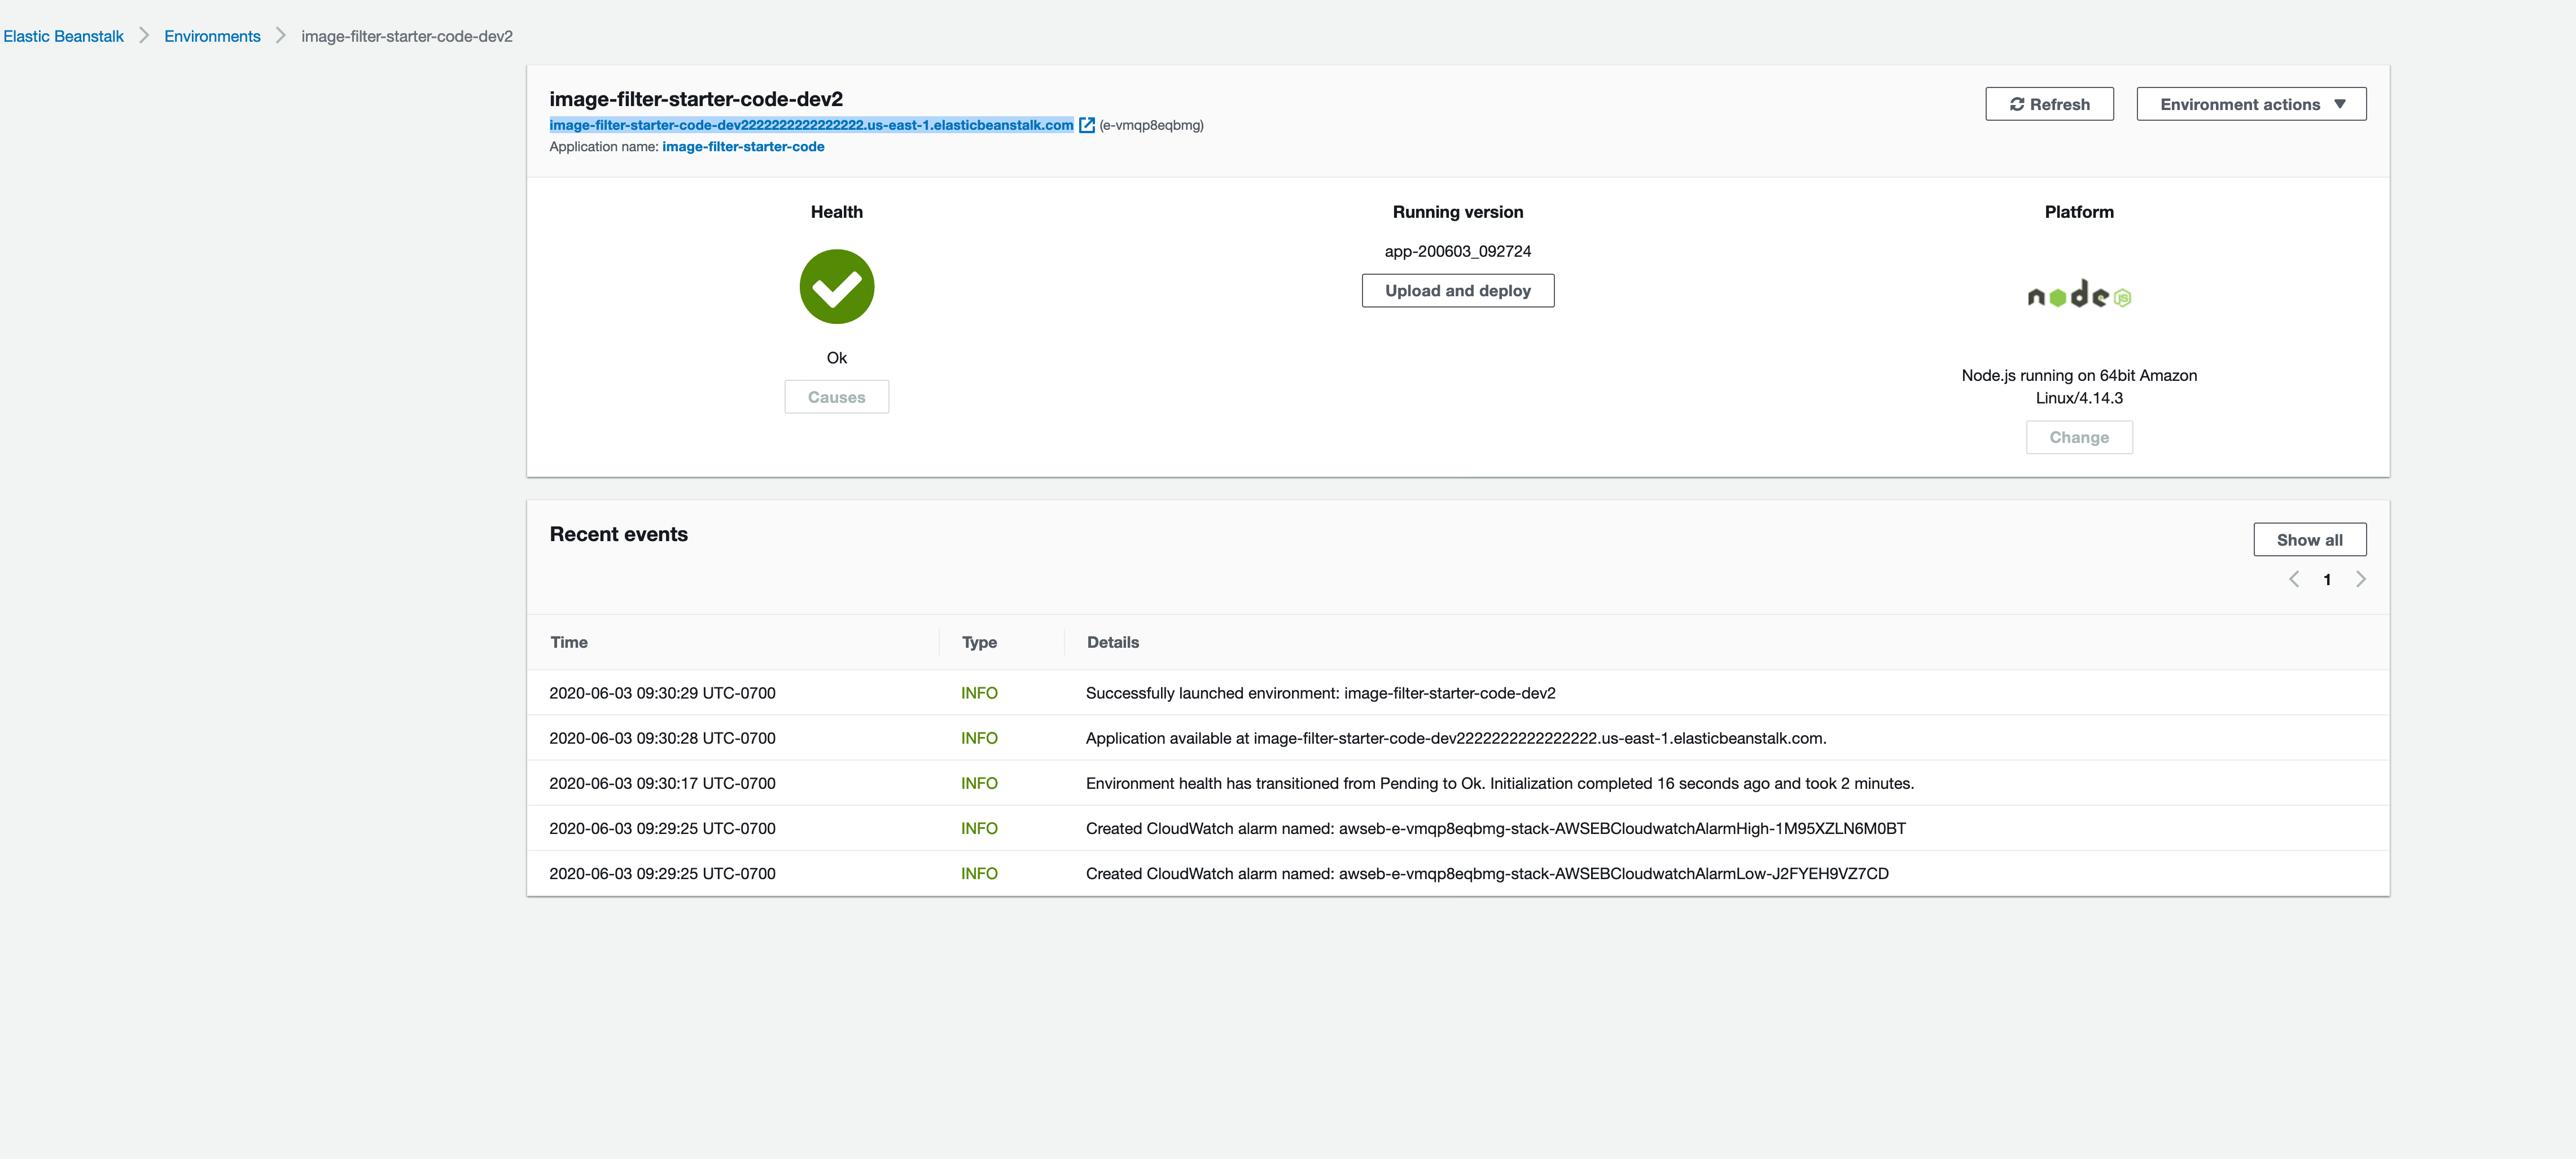 Elastic Beanstalk > Environments > image-filter-starter-code-dev2
image-filter-starter-code-dev2
image-filter-starter-code-dev2222222222222222.us-east-1.elasticbeanstalk.com (e-vmqp8eqbmg)
Application name: image-filter-starter-code
Refresh
Environment actions
Health
Ok
Causes
Running version
app-200603_092724
Upload and deploy
Platform
node JS
Node.js running on 64bit Amazon
Linux/4.14.3
Change
Recent events
Show all
1
Time Type Details
2020-06-03 09:30:29 UTC-0700 INFO Successfully launched environment: image-filter-starter-code-dev2
2020-06-03 09:30:28 UTC-0700 INFO Application available at image-filter-starter-code-dev2222222222222222.us-east-1.elasticbeanstalk.com.
2020-06-03 09:30:17 UTC-0700 INFO Environment health has transitioned from Pending to Ok. Initialization completed 16 seconds ago and took 2 minutes.
2020-06-03 09:29:25 UTC-0700 INFO Created CloudWatch alarm named: awseb-e-vmqp8eqbmg-stack-AWSEBCloudwatchAlarmHigh-1M95XZLN6M0BT
2020-06-03 09:29:25 UTC-0700 INFO Created CloudWatch alarm named: awseb-e-vmqp8eqbmg-stack-AWSEBCloudwatchAlarmLow-J2FYEH9VZ7CD